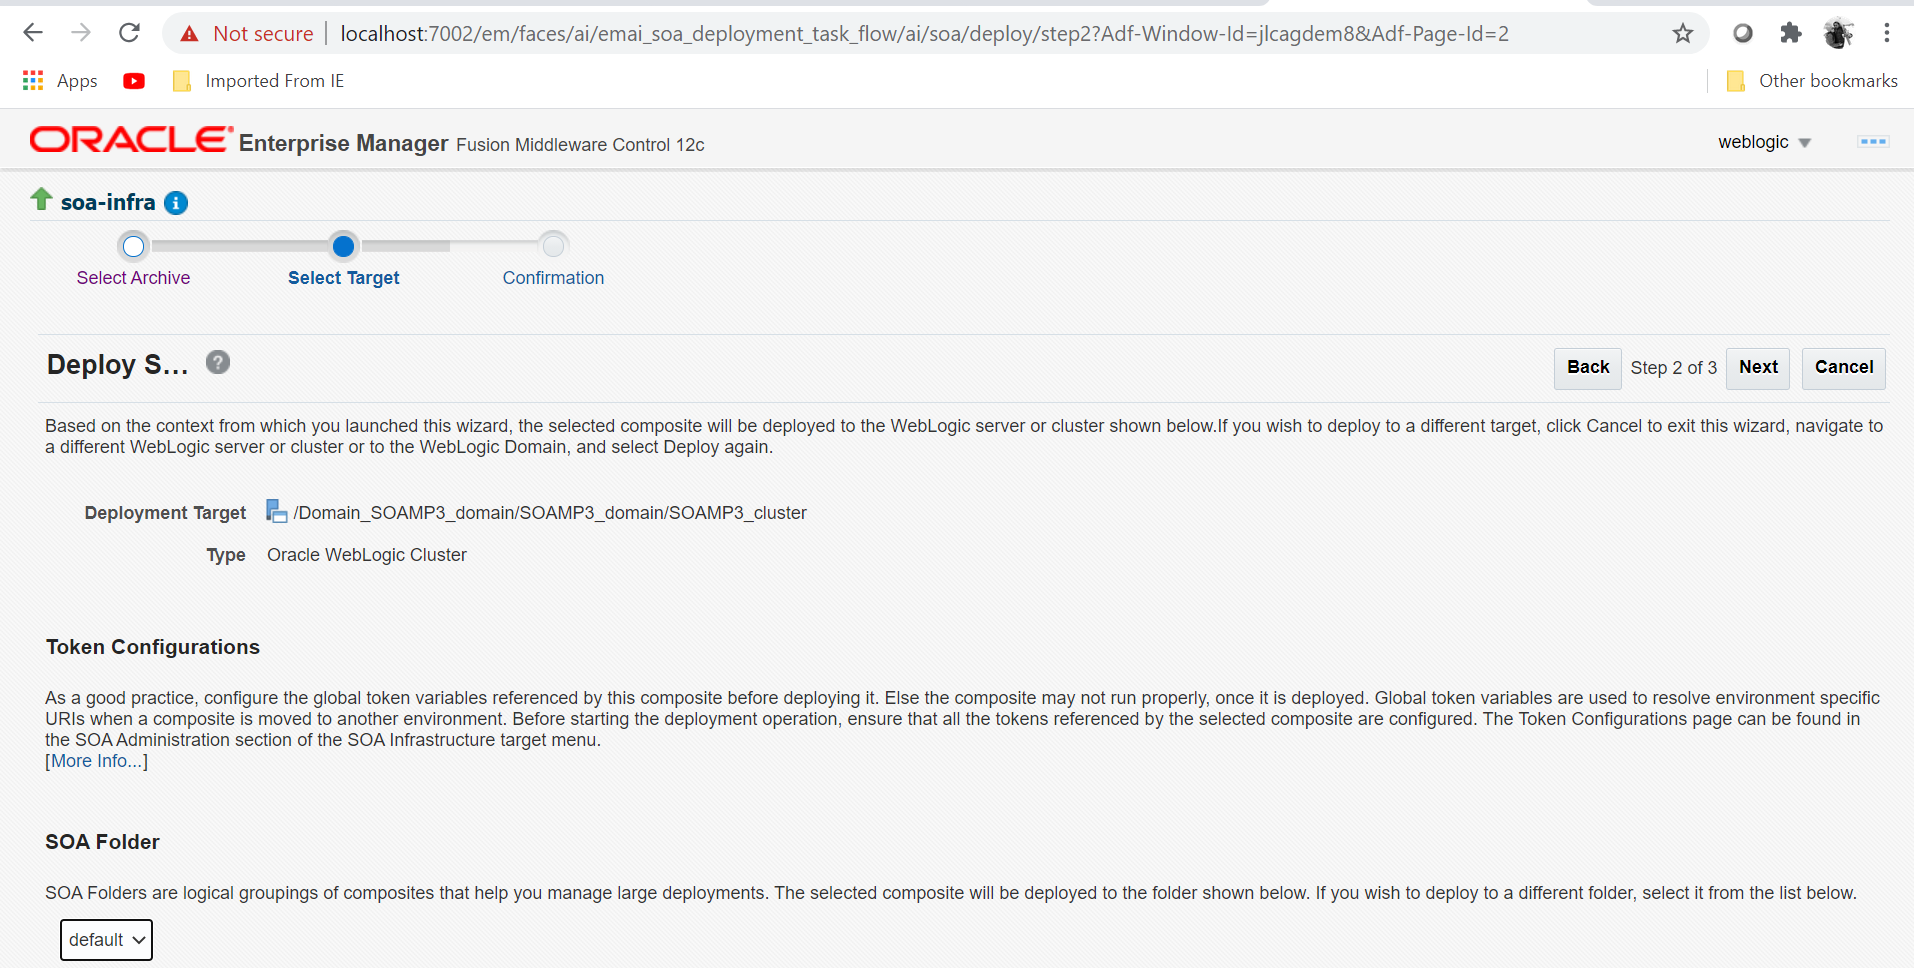 Not secure localhost:7002/em/faces/ai/emai_soa_deployment_task_flow/ai/soa/deploy/step2?Adf-Window-Id=jlcagdem8&Adf-Page-Id=2
Apps Imported From IE Other bookmarks
ORACLE Enterprise Manager Fusion Middleware Control 12c weblogic
soa-infra
Select Archive Select Target Confirmation
Deploy S... Back Step 2 of 3 Next Cancel
Based on the context from which you launched this wizard, the selected composite will be deployed to the WebLogic server or cluster shown below.If you wish to deploy to a different target, click Cancel to exit this wizard, navigate to
a different WebLogic server or cluster or to the WebLogic Domain, and select Deploy again.
Deployment Target /Domain_SOAMP3_domain/SOAMP3_domain/SOAMP3_cluster
Type Oracle WebLogic Cluster
Token Configurations
As a good practice, configure the global token variables referenced by this composite before deploying it. Else the composite may not run properly, once it is deployed. Global token variables are used to resolve environment specific
URIs when a composite is moved to another environment. Before starting the deployment operation, ensure that all the tokens referenced by the selected composite are configured. The Token Configurations page can be found in
the SOA Administration section of the SOA Infrastructure target menu.
[More Info...]
SOA Folder
SOA Folders are logical groupings of composites that help you manage large deployments. The selected composite will be deployed to the folder shown below. If you wish to deploy to a different folder, select it from the list below.
default